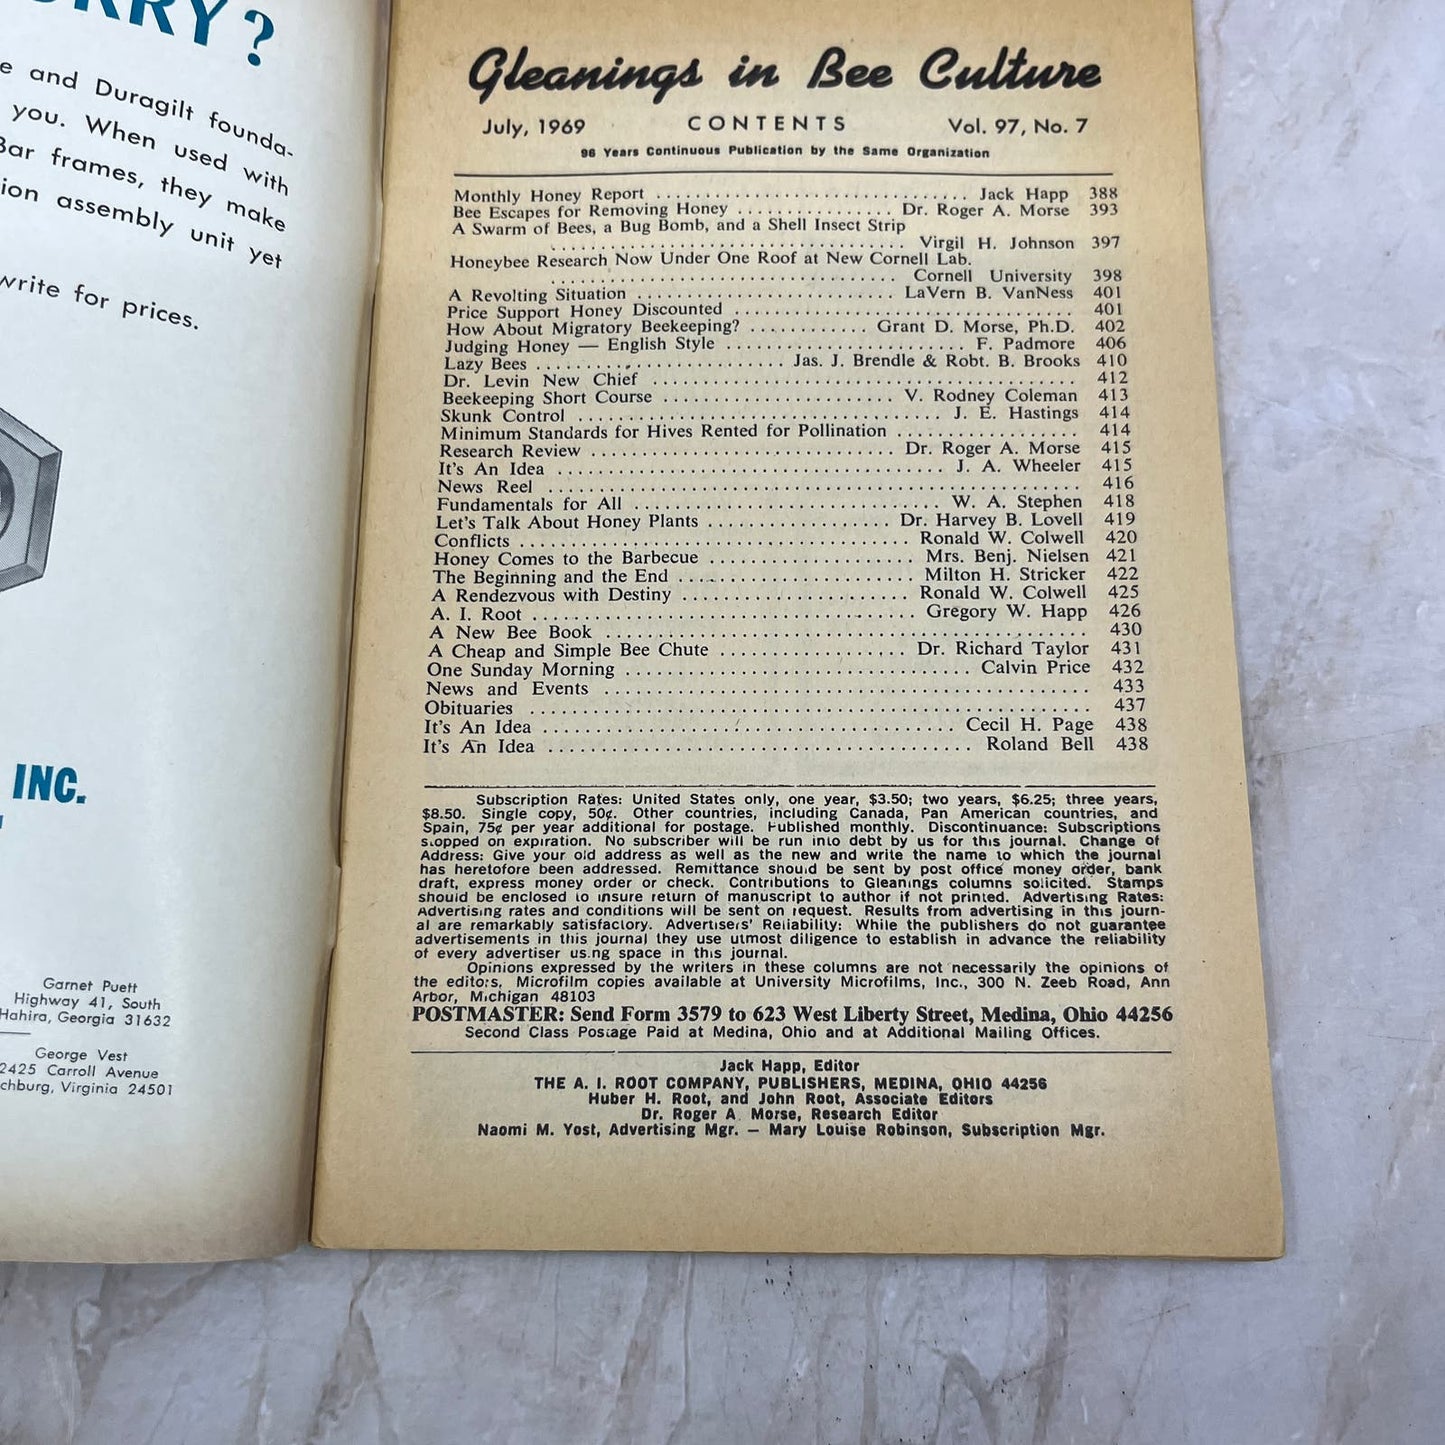 RRY?
e and Duragilt founda-
you. When used with
Bar frames, they make
ion assembly unit yet
write for prices.
INC.
Garnet Puett
Highway 41, South
Hahira, Georgia 31632
George Vest
2425 Carroll Avenue
chburg, Virginia 24501
Gleanings in Bee Culture
July, 1969 CONTENTS Vol. 97, No. 7
96 Years Continuous Publication by the Same Organization
Monthly Honey Report Jack Happ 388
Bee Escapes for Removing Honey Dr. Roger A. Morse 393
A Swarm of Bees, a Bug Bomb, and a Shell Insect Strip
Virgil H. Johnson 397
Honeybee Research Now Under One Roof at New Cornell Lab.
Cornell University 398
A Revolting Situation LaVern B. VanNess 401
Price Support Honey Discounted 401
How About Migratory Beekeeping? Grant D. Morse, Ph.D. 402
Judging Honey — English Style F. Padmore 406
Lazy Bees Jas. J. Brendle & Robt. B. Brooks 410
Dr. Levin New Chief 412
Beekeeping Short Course V. Rodney Coleman 413
Skunk Control J. E. Hastings 414
Minimum Standards for Hives Rented for Pollination 414
Research Review Dr. Roger A. Morse 415
It's An Idea J. A. Wheeler 415
News Reel 416
Fundamentals for All W. A. Stephen 418
Let's Talk About Honey Plants Dr. Harvey B. Lovell 419
Conflicts Ronald W. Colwell 420
Honey Comes to the Barbecue Mrs. Benj. Nielsen 421
The Beginning and the End Milton H. Stricker 422
A Rendezvous with Destiny Ronald W. Colwell 425
A. I. Root Gregory W. Happ 426
A New Bee Book 430
A Cheap and Simple Bee Chute Dr. Richard Taylor 431
One Sunday Morning Calvin Price 432
News and Events 433
Obituaries 437
It's An Idea Cecil H. Page 438
It's An Idea Roland Bell 438
Subscription Rates: United States only, one year, $3.50; two years, $6.25; three years,
$8.50. Single copy, 50¢. Other countries, including Canada, Pan American countries, and
Spain, 75¢ per year additional for postage. Published monthly. Discontinuance: Subscriptions
stopped on expiration. No subscriber will be run into debt by us for this journal. Change of
Address: Give your old address as well as the new and write the name to which the journal
has heretofore been addressed. Remittance should be sent by post office money order, bank
draft, express money order or check. Contributions to Gleanings columns solicited. Stamps
should be enclosed to insure return of manuscript to author if not printed. Advertising Rates:
Advertising rates and conditions will be sent on request. Results from advertising in this journ-
al are remarkably satisfactory. Advertisers' Reliability: While the publishers do not guarantee
advertisements in this journal they use utmost diligence to establish in advance the reliability
of every advertiser using space in this journal.
Opinions expressed by the writers in these columns are not necessarily the opinions of
the editors. Microfilm copies available at University Microfilms, Inc., 300 N. Zeeb Road, Ann
Arbor, Michigan 48103
POSTMASTER: Send Form 3579 to 623 West Liberty Street, Medina, Ohio 44256
Second Class Postage Paid at Medina, Ohio and at Additional Mailing Offices.
Jack Happ, Editor
THE A. I. ROOT COMPANY, PUBLISHERS, MEDINA, OHIO 44256
Huber H. Root, and John Root, Associate Editors
Dr. Roger A. Morse, Research Editor
Naomi M. Yost, Advertising Mgr. — Mary Louise Robinson, Subscription Mgr.